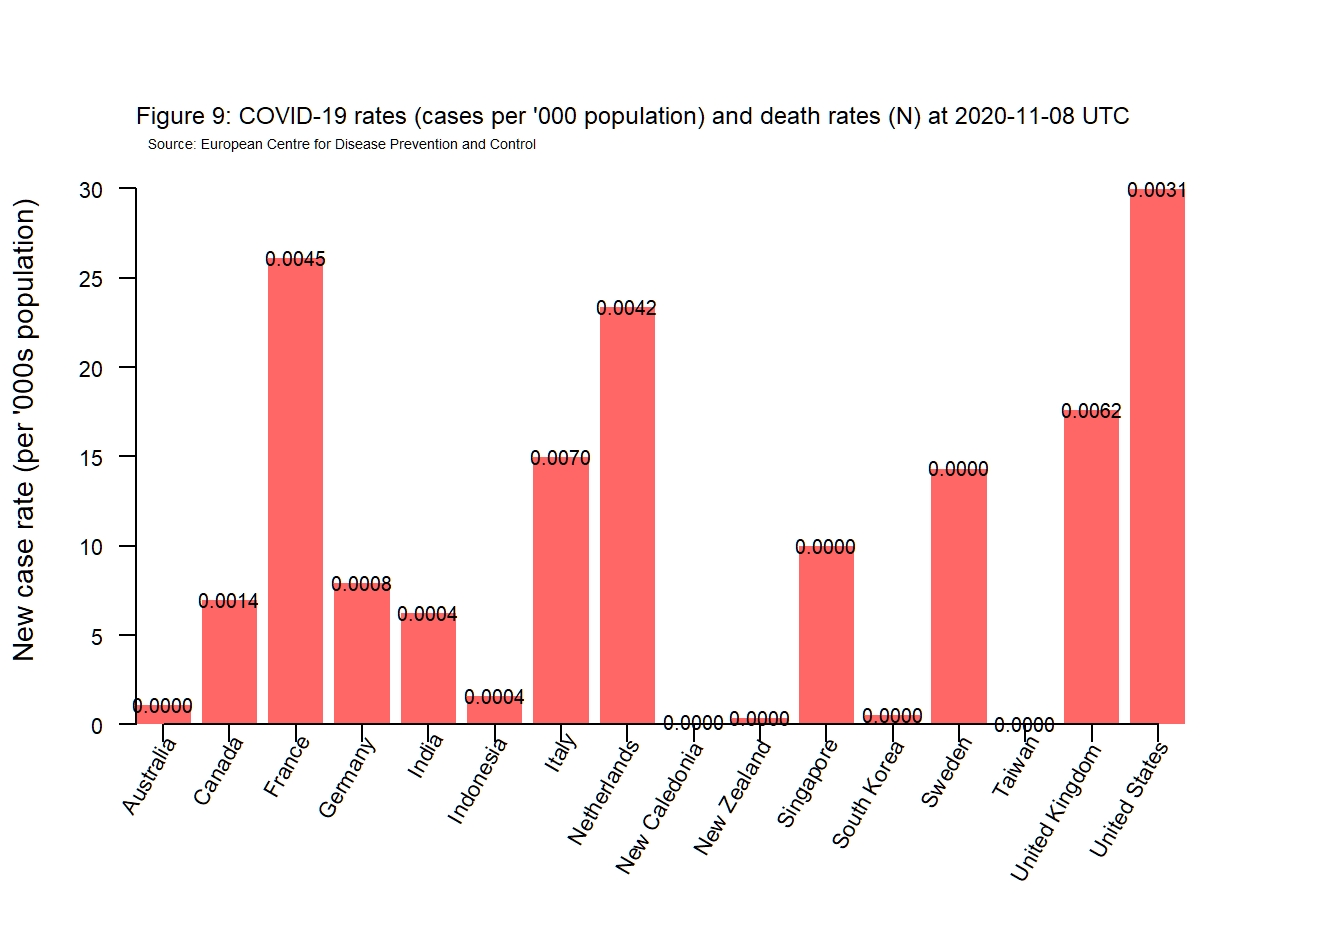 Figure 9: COVID-19 rates (cases per '000 population) and death rates (N) at 2020-11-08 UTC
Source: European Centre for Disease Prevention and Control
New case rate (per '000s population)
30
25
20
15
10
5
0
0.0000
0.0014
0.0045
0.0008
0.0004
0.0004
0.0070
0.0042
0.0000
0.0000
0.0000
0.0000
0.0000
0.0000
0.0062
0.0031
Australia
Canada
France
Germany
India
Indonesia
Italy
Netherlands
New Caledonia
New Zealand
Singapore
South Korea
Sweden
Taiwan
United Kingdom
United States